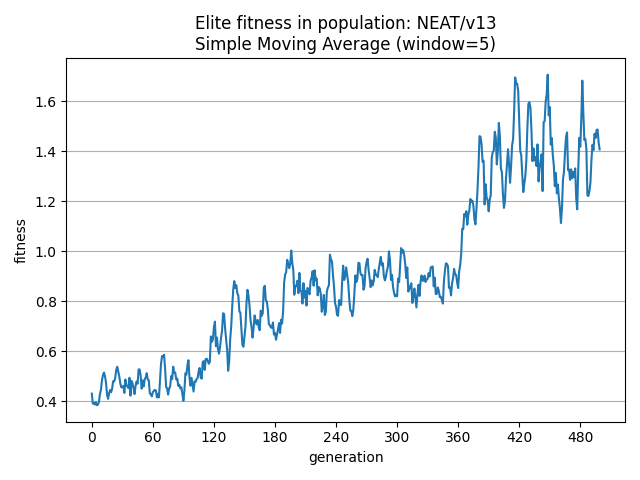 Elite fitness in population: NEAT/v13
Simple Moving Average (window=5)
fitness
1.6
1.4
1.2
1.0
0.8
0.6
0.4
0 60 120 180 240 300 360 420 480
generation